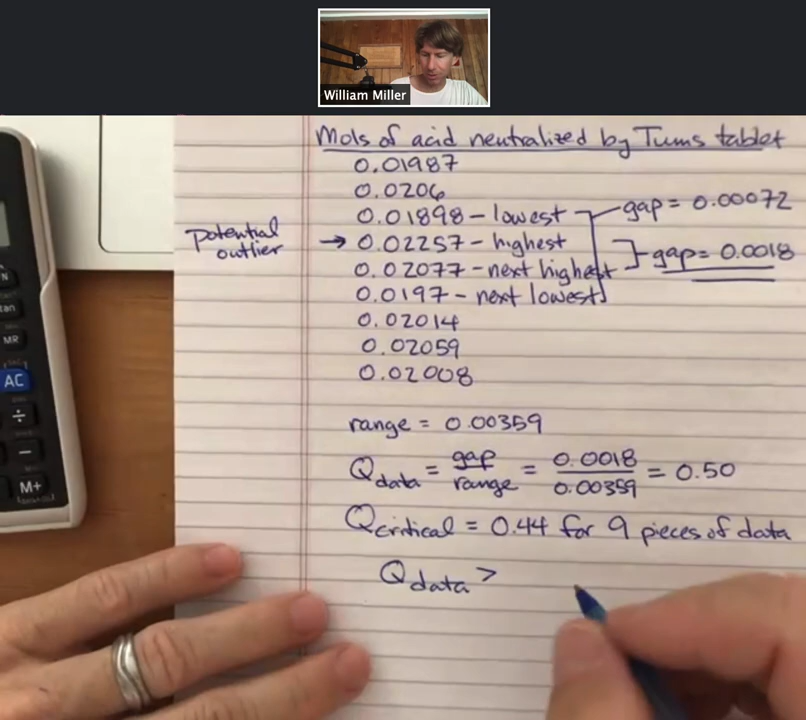 William Miller
Mols of acid neutralized by Tums tablet
0.01987
0.0206
0.01898 - lowest gap = 0.00072
potential outlier → 0.02257 - highest
0.02077 - next highest gap = 0.0018
0.0197 - next lowest
0.02014
0.02059
0.02008
range = 0.00359
Qdata = gap/range = 0.0018/0.00359 = 0.50
Qcritical = 0.44 for 9 pieces of data
Qdata >
tan
MR
AC
÷
−
M+